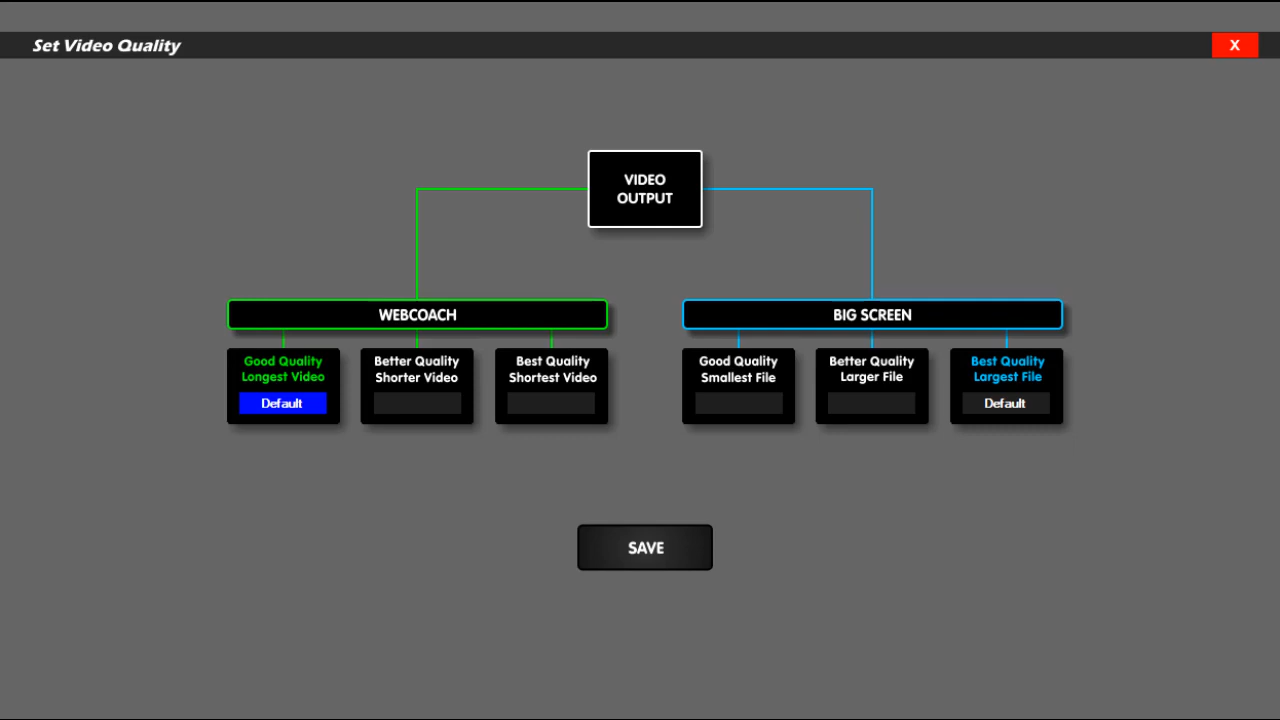 Set Video Quality
X
VIDEO
OUTPUT
WEBCOACH
BIG SCREEN
Good Quality
Longest Video
Default
Better Quality
Shorter Video
Best Quality
Shortest Video
Good Quality
Smallest File
Better Quality
Larger File
Best Quality
Largest File
Default
SAVE